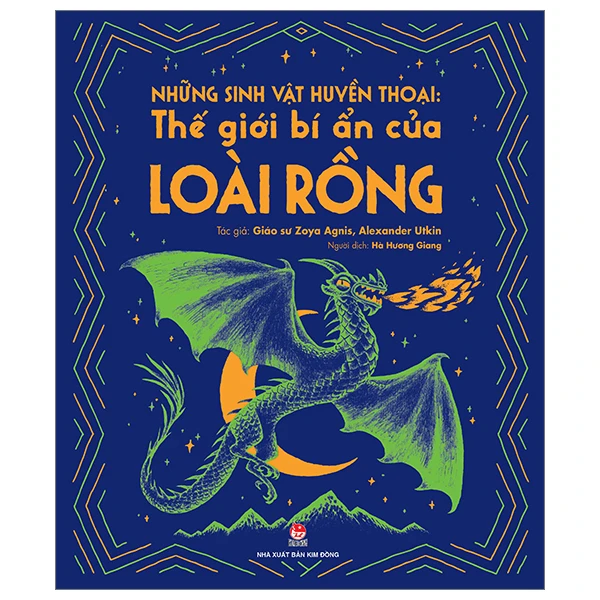 NHỮNG SINH VẬT HUYỀN THOẠI:
Thế giới bí ẩn của
LOÀI RỒNG
Tác giả: Giáo sư Zoya Agnis, Alexander Utkin
Người dịch: Hà Hương Giang
NHÀ XUẤT BẢN KIM ĐỒNG